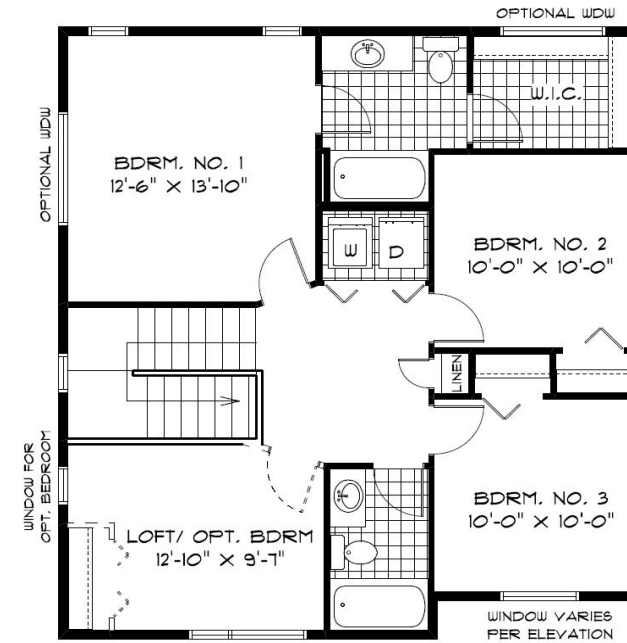 OPTIONAL WDW
W.I.C.
OPTIONAL WDW
BDRM. NO. 1
12'-6" X 13'-10"
W
D
BDRM. NO. 2
10'-0" X 10'-0"
LINEN
WINDOW FOR
OPT. BEDROOM
LOFT/ OPT. BDRM
12'-10" X 9'-7"
BDRM. NO. 3
10'-0" X 10'-0"
WINDOW VARIES
PER ELEVATION